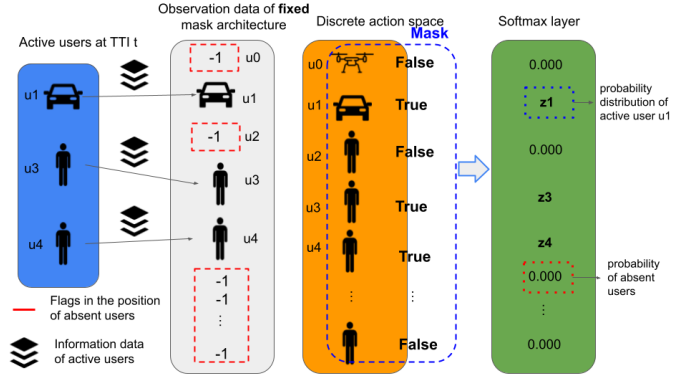 Active users at TTI t
u1
u3
u4
Flags in the position
of absent users
Information data
of active users
Observation data of fixed
mask architecture
-1 u0
u1
-1 u2
u3
u4
-1
-1
⋮
-1
Discrete action space
Mask
u0 False
u1 True
u2 False
u3 True
u4 True
⋮ ⋮
False
Softmax layer
0.000
z1
0.000
z3
z4
0.000
⋮
0.000
probability
distribution of
active user u1
probability
of absent
users